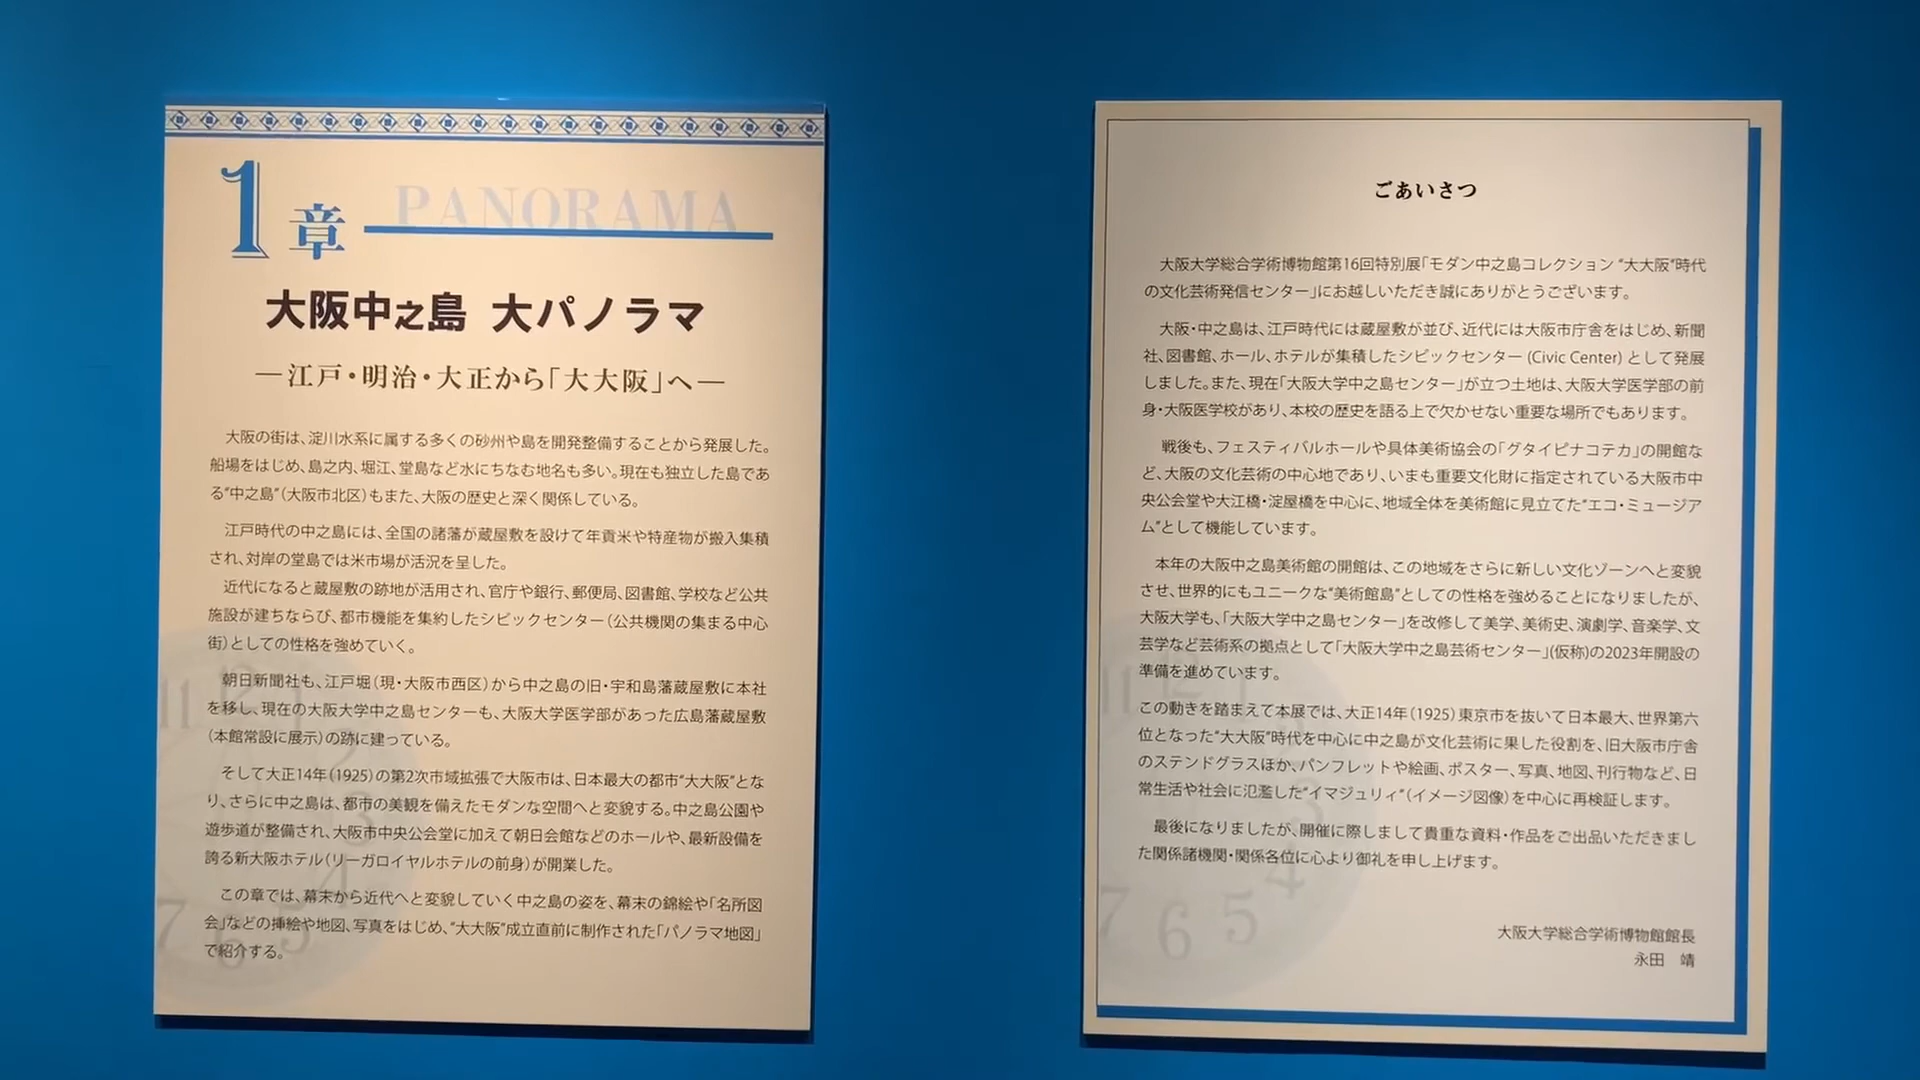 1章
PANORAMA
大阪中之島 大パノラマ
―江戸・明治・大正から「大大阪」へ―
大阪の街は、淀川水系に属する多くの砂州や島を開発整備することから発展した。
船場をはじめ、島之内、堀江、堂島など水にちなむ地名も多い。現在も独立した島であ
る“中之島”（大阪市北区）もまた、大阪の歴史と深く関係している。
江戸時代の中之島には、全国の諸藩が蔵屋敷を設けて年貢米や特産物が搬入集積
され、対岸の堂島では米市場が活況を呈した。
近代になると蔵屋敷の跡地が活用され、官庁や銀行、郵便局、図書館、学校など公共
施設が建ちならび、都市機能を集約したシビックセンター（公共機関の集まる中心
街）としての性格を強めていく。
朝日新聞社も、江戸堀（現・大阪市西区）から中之島の旧・宇和島藩蔵屋敷に本社
を移し、現在の大阪大学中之島センターも、大阪大学医学部があった広島藩蔵屋敷
（本館常設に展示）の跡に建っている。
そして大正14年（1925）の第2次市域拡張で大阪市は、日本最大の都市“大大阪”とな
り、さらに中之島は、都市の美観を備えたモダンな空間へと変貌する。中之島公園や
遊歩道が整備され、大阪市中央公会堂に加えて朝日会館などのホールや、最新設備を
誇る新大阪ホテル（リーガロイヤルホテルの前身）が開業した。
この章では、幕末から近代へと変貌していく中之島の姿を、幕末の錦絵や「名所図
会」などの挿絵や地図、写真をはじめ、“大大阪”成立直前に制作された「パノラマ地図」
で紹介する。
ごあいさつ
大阪大学総合学術博物館第16回特別展「モダン中之島コレクション “大大阪”時代
の文化芸術発信センター」にお越しいただき誠にありがとうございます。
大阪・中之島は、江戸時代には蔵屋敷が並び、近代には大阪市庁舎をはじめ、新聞
社、図書館、ホール、ホテルが集積したシビックセンター (Civic Center) として発展
しました。また、現在「大阪大学中之島センター」が立つ土地は、大阪大学医学部の前
身・大阪医学校があり、本校の歴史を語る上で欠かせない重要な場所でもあります。
戦後も、フェスティバルホールや具体美術協会の「グタイピナコテカ」の開館な
ど、大阪の文化芸術の中心地であり、いまも重要文化財に指定されている大阪市中
央公会堂や大江橋・淀屋橋を中心に、地域全体を美術館に見立てた“エコ・ミュージア
ム”として機能しています。
本年の大阪中之島美術館の開館は、この地域をさらに新しい文化ゾーンへと変貌
させ、世界的にもユニークな“美術館島”としての性格を強めることになりましたが、
大阪大学も、「大阪大学中之島センター」を改修して美学、美術史、演劇学、音楽学、文
芸学など芸術系の拠点として「大阪大学中之島芸術センター」(仮称)の2023年開設の
準備を進めています。
この動きを踏まえて本展では、大正14年（1925）東京市を抜いて日本最大、世界第六
位となった“大大阪”時代を中心に中之島が文化芸術に果した役割を、旧大阪市庁舎
のステンドグラスほか、パンフレットや絵画、ポスター、写真、地図、刊行物など、日
常生活や社会に氾濫した“イマジュリィ”（イメージ図像）を中心に再検証します。
最後になりましたが、開催に際しまして貴重な資料・作品をご出品いただきまし
た関係諸機関・関係各位に心より御礼を申し上げます。
大阪大学総合学術博物館館長
永田　靖